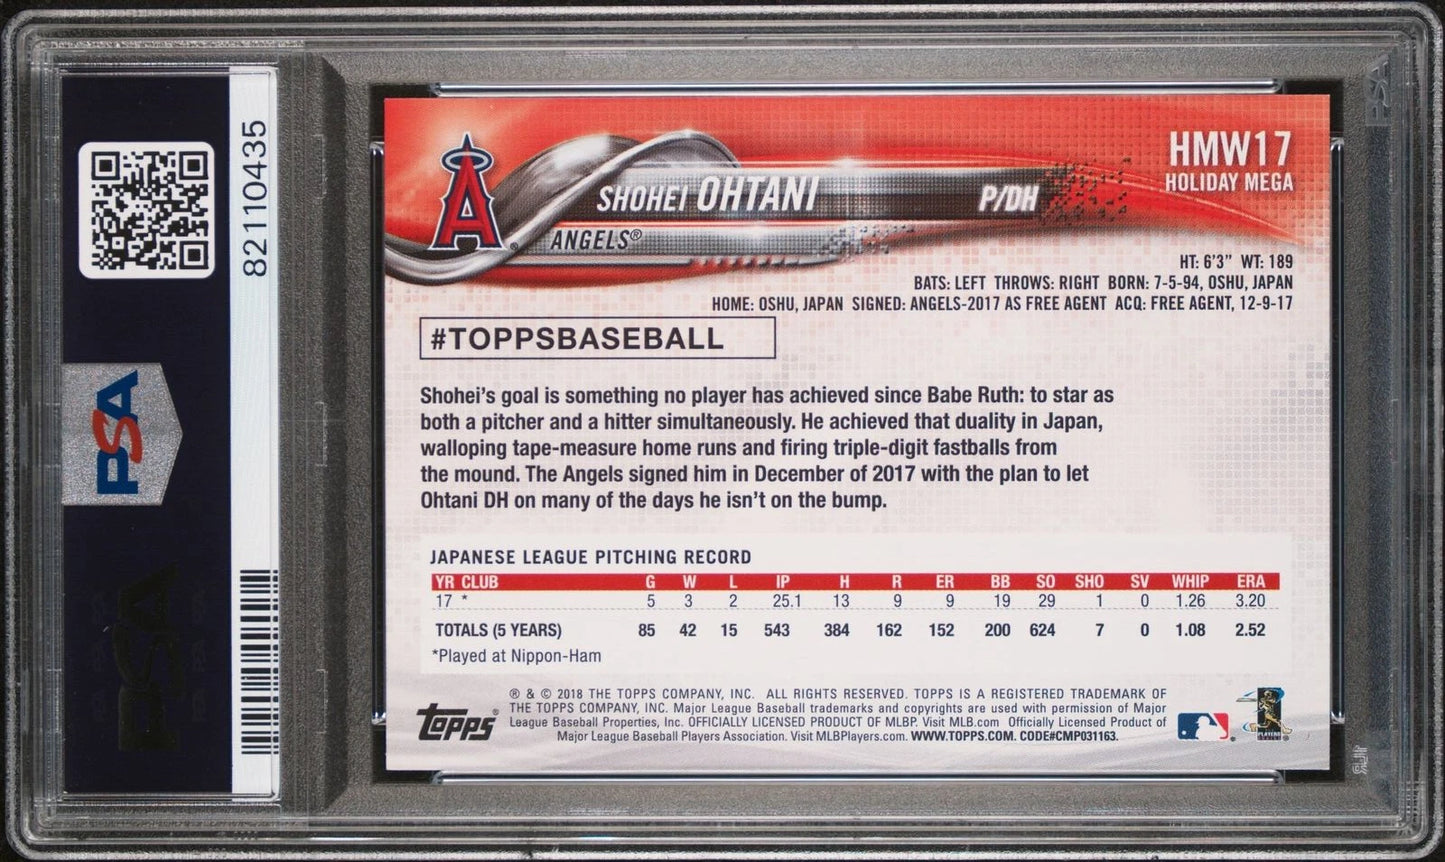 82110435
PSA
HMW17
HOLIDAY MEGA
A
SHOHEI OHTANI P/DH
ANGELS®
HT: 6'3" WT: 189
BATS: LEFT THROWS: RIGHT BORN: 7-5-94, OSHU, JAPAN
HOME: OSHU, JAPAN SIGNED: ANGELS-2017 AS FREE AGENT ACQ: FREE AGENT, 12-9-17
#TOPPSBASEBALL
Shohei's goal is something no player has achieved since Babe Ruth: to star as
both a pitcher and a hitter simultaneously. He achieved that duality in Japan,
walloping tape-measure home runs and firing triple-digit fastballs from
the mound. The Angels signed him in December of 2017 with the plan to let
Ohtani DH on many of the days he isn't on the bump.
JAPANESE LEAGUE PITCHING RECORD
YR CLUB G W L IP H R ER BB SO SHO SV WHIP ERA
17 * 5 3 2 25.1 13 9 9 19 29 1 0 1.26 3.20
TOTALS (5 YEARS) 85 42 15 543 384 162 152 200 624 7 0 1.08 2.52
*Played at Nippon-Ham
® & © 2018 THE TOPPS COMPANY, INC. ALL RIGHTS RESERVED. TOPPS IS A REGISTERED TRADEMARK OF
THE TOPPS COMPANY, INC. Major League Baseball trademarks and copyrights are used with permission of Major
League Baseball Properties, Inc. OFFICIALLY LICENSED PRODUCT OF MLBP. Visit MLB.com Officially Licensed Product of
Major League Baseball Players Association. Visit MLBPlayers.com. WWW.TOPPS.COM. CODE#CMP031163.
Topps®
PSA
PSA